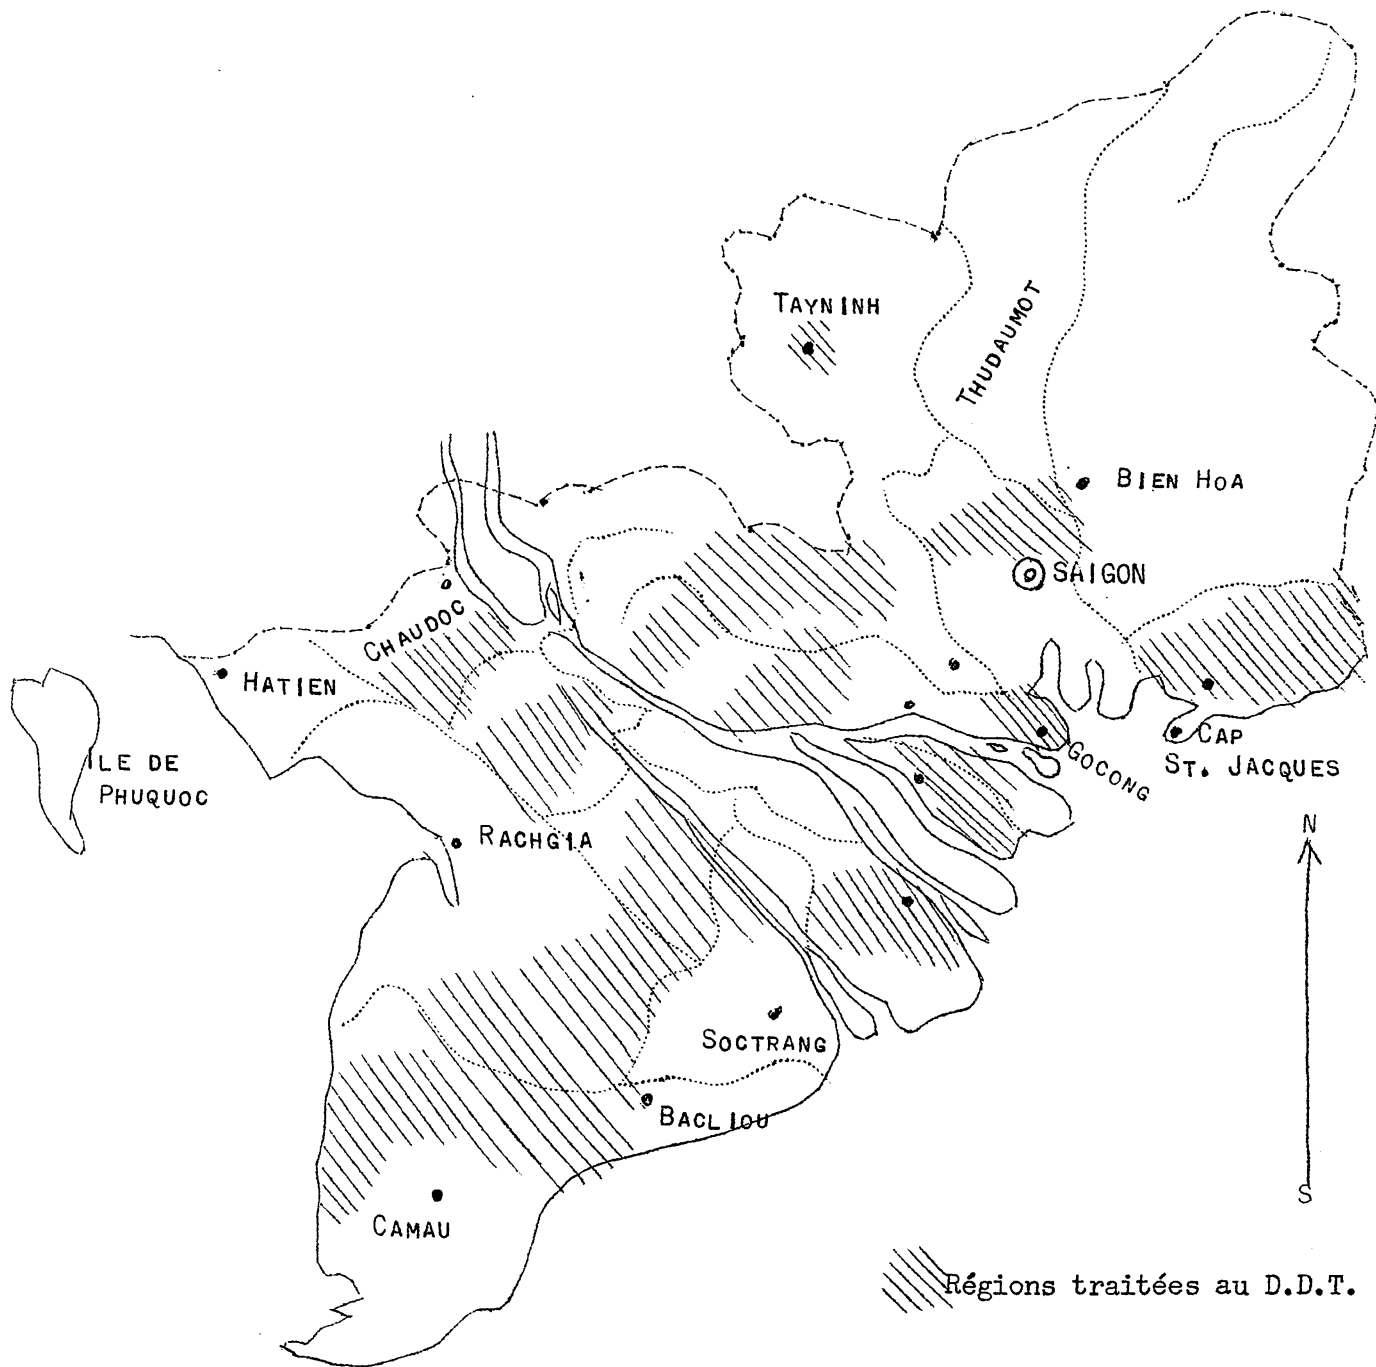 TAYNINH
THUDAUMOT
BIEN HOA
SAIGON
CHAUDOC
HATIEN
ILE DE
PHUQUOC
GOCONG
CAP
ST. JACQUES
RACHGIA
N
SOCTRANG
BACLIOU
S
CAMAU
Régions traitées au D.D.T.